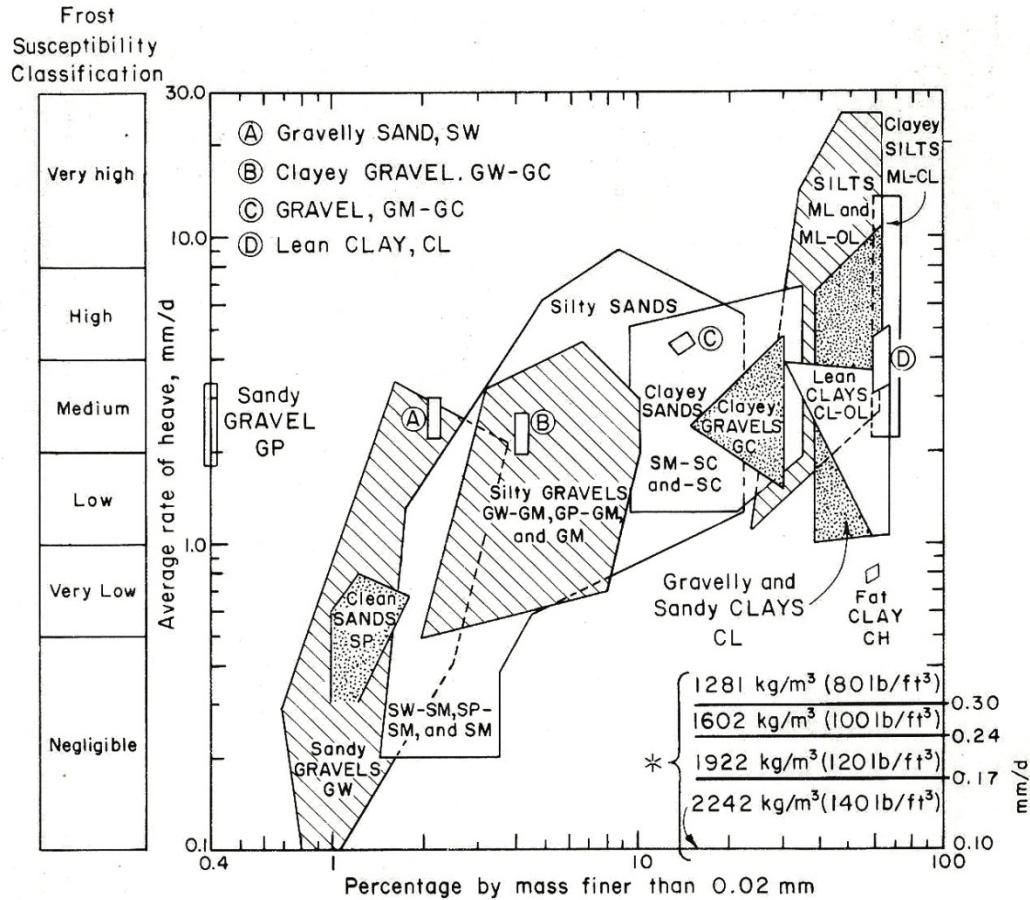 Frost
Susceptibility
Classification
Very high
High
Medium
Low
Very Low
Negligible
Average rate of heave, mm/d
30.0
10.0
1.0
0.1
Ⓐ Gravelly SAND, SW
Ⓑ Clayey GRAVEL. GW-GC
Ⓒ GRAVEL, GM-GC
Ⓓ Lean CLAY, CL
Clayey
SILTS
ML-CL
SILTS
ML and
ML-OL
Silty SANDS
Ⓒ
Ⓓ
Sandy
GRAVEL
GP
Ⓐ
Ⓑ
Clayey
SANDS
SM-SC
and-SC
Clayey
GRAVELS
GC
Lean
CLAYS
CL-OL
Silty GRAVELS
GW-GM, GP-GM,
and GM
Clean
SANDS
SP
Gravelly and
Sandy CLAYS
CL
Fat
CLAY
CH
SW-SM, SP-
SM, and SM
Sandy
GRAVELS
GW
*
1281 kg/m³ (80 lb/ft³)
0.30
1602 kg/m³ (100 lb/ft³)
0.24
1922 kg/m³ (120 lb/ft³)
0.17
2242 kg/m³ (140 lb/ft³)
0.10
mm/d
0.4
1
10
100
Percentage by mass finer than 0.02 mm